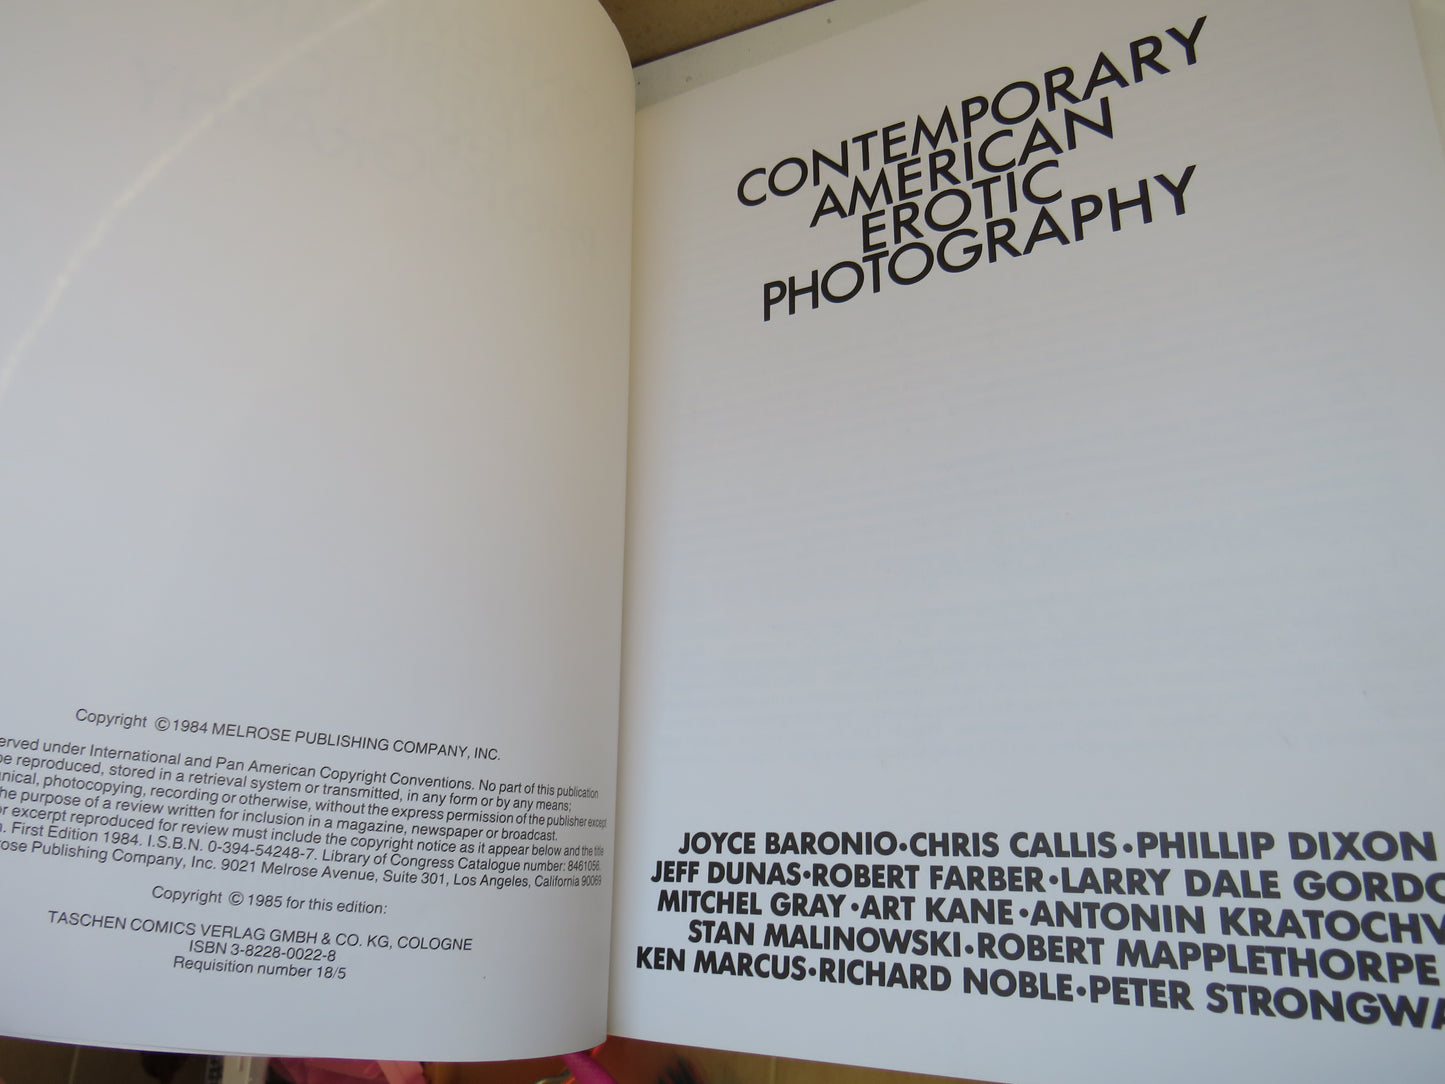 Copyright © 1984 MELROSE PUBLISHING COMPANY, INC.
erved under International and Pan American Copyright Conventions. No part of this publication
be reproduced, stored in a retrieval system or transmitted, in any form or by any means;
anical, photocopying, recording or otherwise, without the express permission of the publisher except
he purpose of a review written for inclusion in a magazine, newspaper or broadcast.
or excerpt reproduced for review must include the copyright notice as it appear below and the title
n. First Edition 1984. I.S.B.N. 0-394-54248-7. Library of Congress Catalogue number: 8461056.
rose Publishing Company, Inc. 9021 Melrose Avenue, Suite 301, Los Angeles, California 90069
Copyright © 1985 for this edition:
TASCHEN COMICS VERLAG GMBH & CO. KG, COLOGNE
ISBN 3-8228-0022-8
Requisition number 18/5
CONTEMPORARY
AMERICAN
EROTIC
PHOTOGRAPHY
JOYCE BARONIO•CHRIS CALLIS•PHILLIP DIXON
JEFF DUNAS•ROBERT FARBER•LARRY DALE GORDO
MITCHEL GRAY•ART KANE•ANTONIN KRATOCHV
STAN MALINOWSKI•ROBERT MAPPLETHORPE
KEN MARCUS•RICHARD NOBLE•PETER STRONGWA